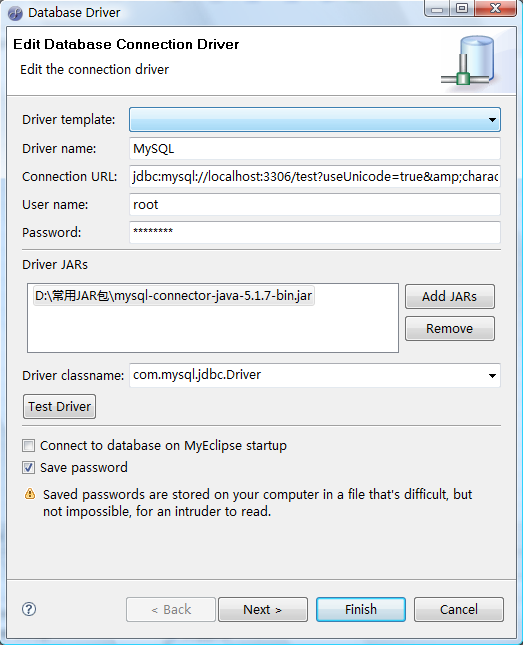 Database Driver
Edit Database Connection Driver
Edit the connection driver
Driver template:
Driver name: MySQL
Connection URL: jdbc:mysql://localhost:3306/test?useUnicode=true&amp;charac
User name: root
Password: ********
Driver JARs
D:\常用JAR包\mysql-connector-java-5.1.7-bin.jar
Add JARs
Remove
Driver classname: com.mysql.jdbc.Driver
Test Driver
Connect to database on MyEclipse startup
Save password
Saved passwords are stored on your computer in a file that's difficult, but
not impossible, for an intruder to read.
< Back Next > Finish Cancel